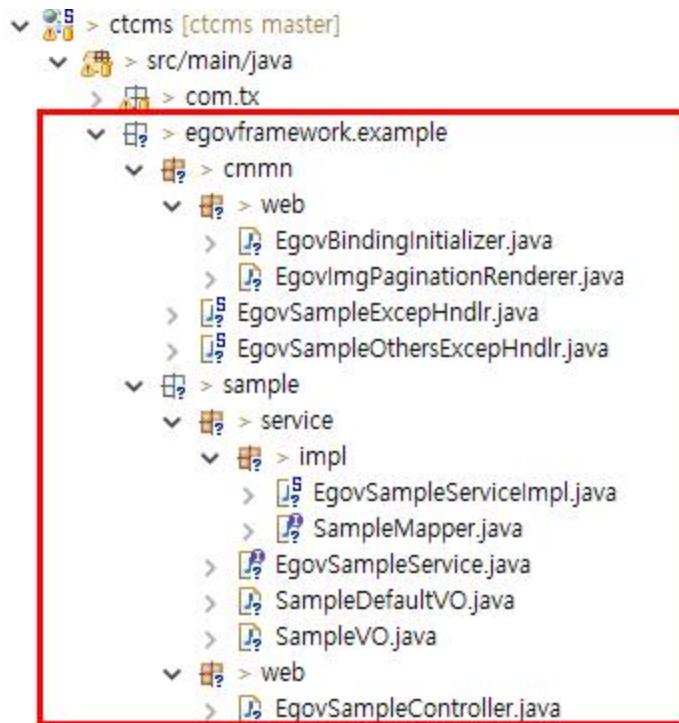 > ctcms [ctcms master]
> src/main/java
> com.tx
> egovframework.example
> cmmn
> web
EgovBindingInitializer.java
EgovImgPaginationRenderer.java
EgovSampleExcepHndlr.java
EgovSampleOthersExcepHndlr.java
> sample
> service
> impl
EgovSampleServiceImpl.java
SampleMapper.java
EgovSampleService.java
SampleDefaultVO.java
SampleVO.java
> web
EgovSampleController.java